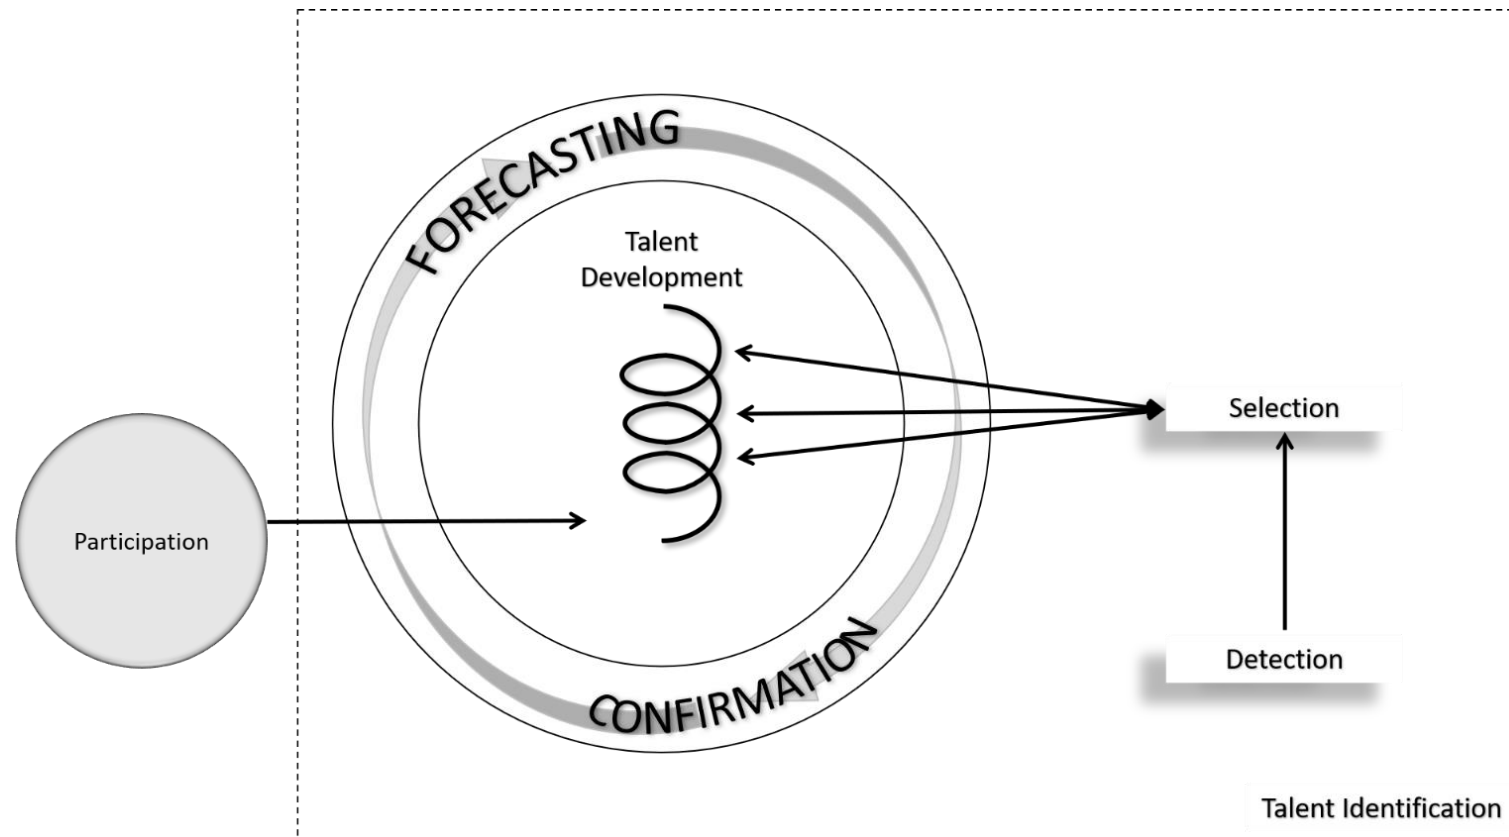 FORECASTING
Talent
Development
Selection
Participation
Detection
CONFIRMATION
Talent Identification